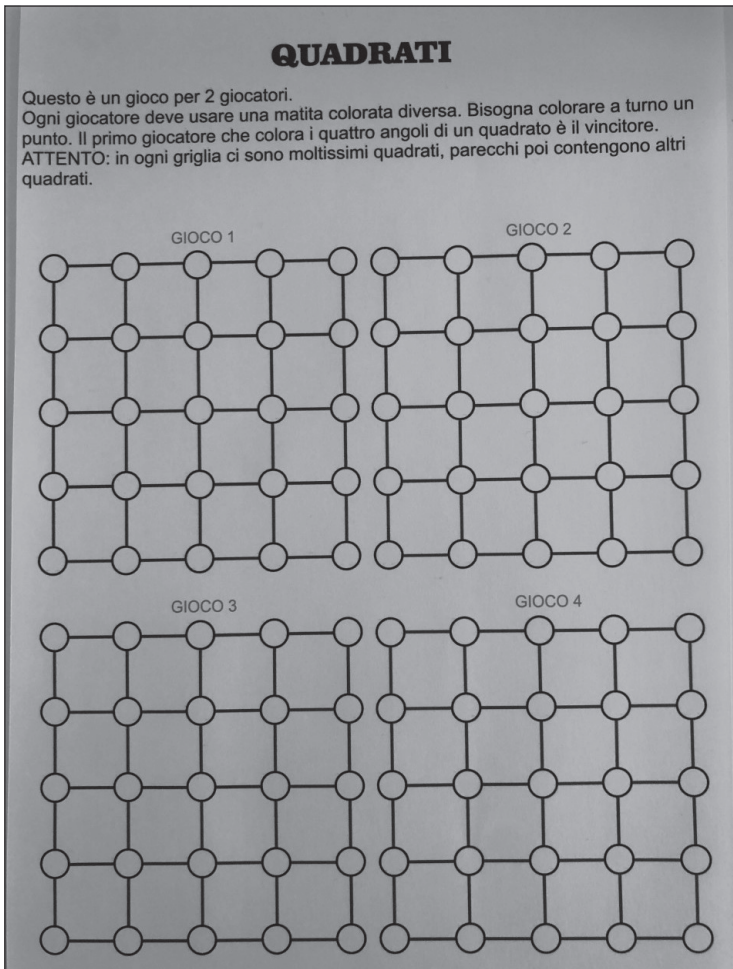 QUADRATI
Questo è un gioco per 2 giocatori.
Ogni giocatore deve usare una matita colorata diversa. Bisogna colorare a turno un
punto. Il primo giocatore che colora i quattro angoli di un quadrato è il vincitore.
ATTENTO: in ogni griglia ci sono moltissimi quadrati, parecchi poi contengono altri
quadrati.
GIOCO 1
GIOCO 2
GIOCO 3
GIOCO 4